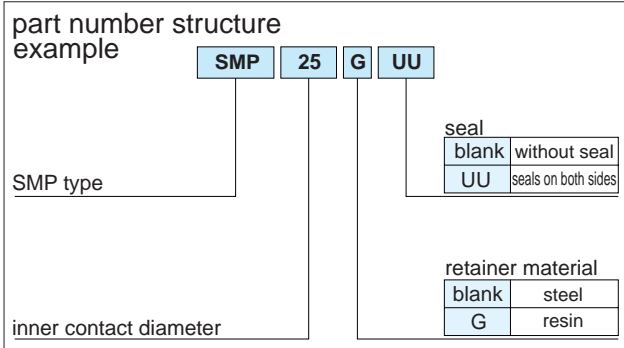 part number structure
example
SMP 25 G UU
seal
blank without seal
UU seals on both sides
SMP type
retainer material
blank steel
G resin
inner contact diameter